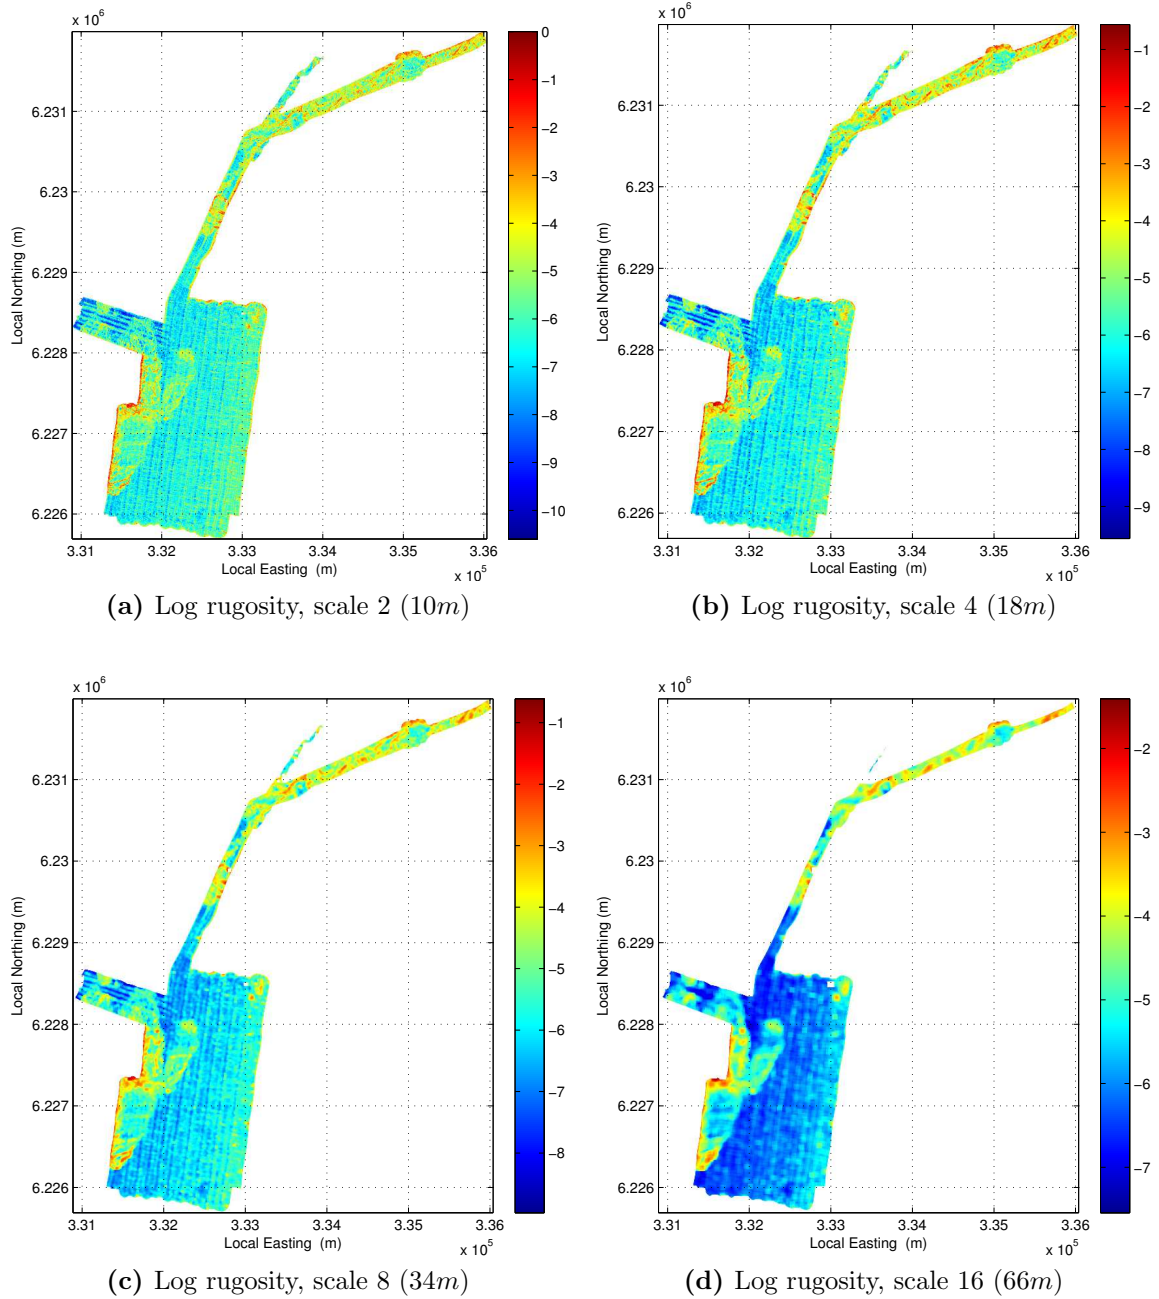 x 10^6
6.231
6.23
6.229
6.228
6.227
6.226
Local Northing (m)
3.31 3.32 3.33 3.34 3.35 3.36
Local Easting (m)
x 10^5
0
−1
−2
−3
−4
−5
−6
−7
−8
−9
−10
(a) Log rugosity, scale 2 (10m)
x 10^6
6.231
6.23
6.229
6.228
6.227
6.226
Local Northing (m)
3.31 3.32 3.33 3.34 3.35 3.36
Local Easting (m)
x 10^5
−1
−2
−3
−4
−5
−6
−7
−8
−9
(b) Log rugosity, scale 4 (18m)
x 10^6
6.231
6.23
6.229
6.228
6.227
6.226
Local Northing (m)
3.31 3.32 3.33 3.34 3.35 3.36
Local Easting (m)
x 10^5
−1
−2
−3
−4
−5
−6
−7
−8
(c) Log rugosity, scale 8 (34m)
x 10^6
6.231
6.23
6.229
6.228
6.227
6.226
Local Northing (m)
3.31 3.32 3.33 3.34 3.35 3.36
Local Easting (m)
x 10^5
−2
−3
−4
−5
−6
−7
(d) Log rugosity, scale 16 (66m)